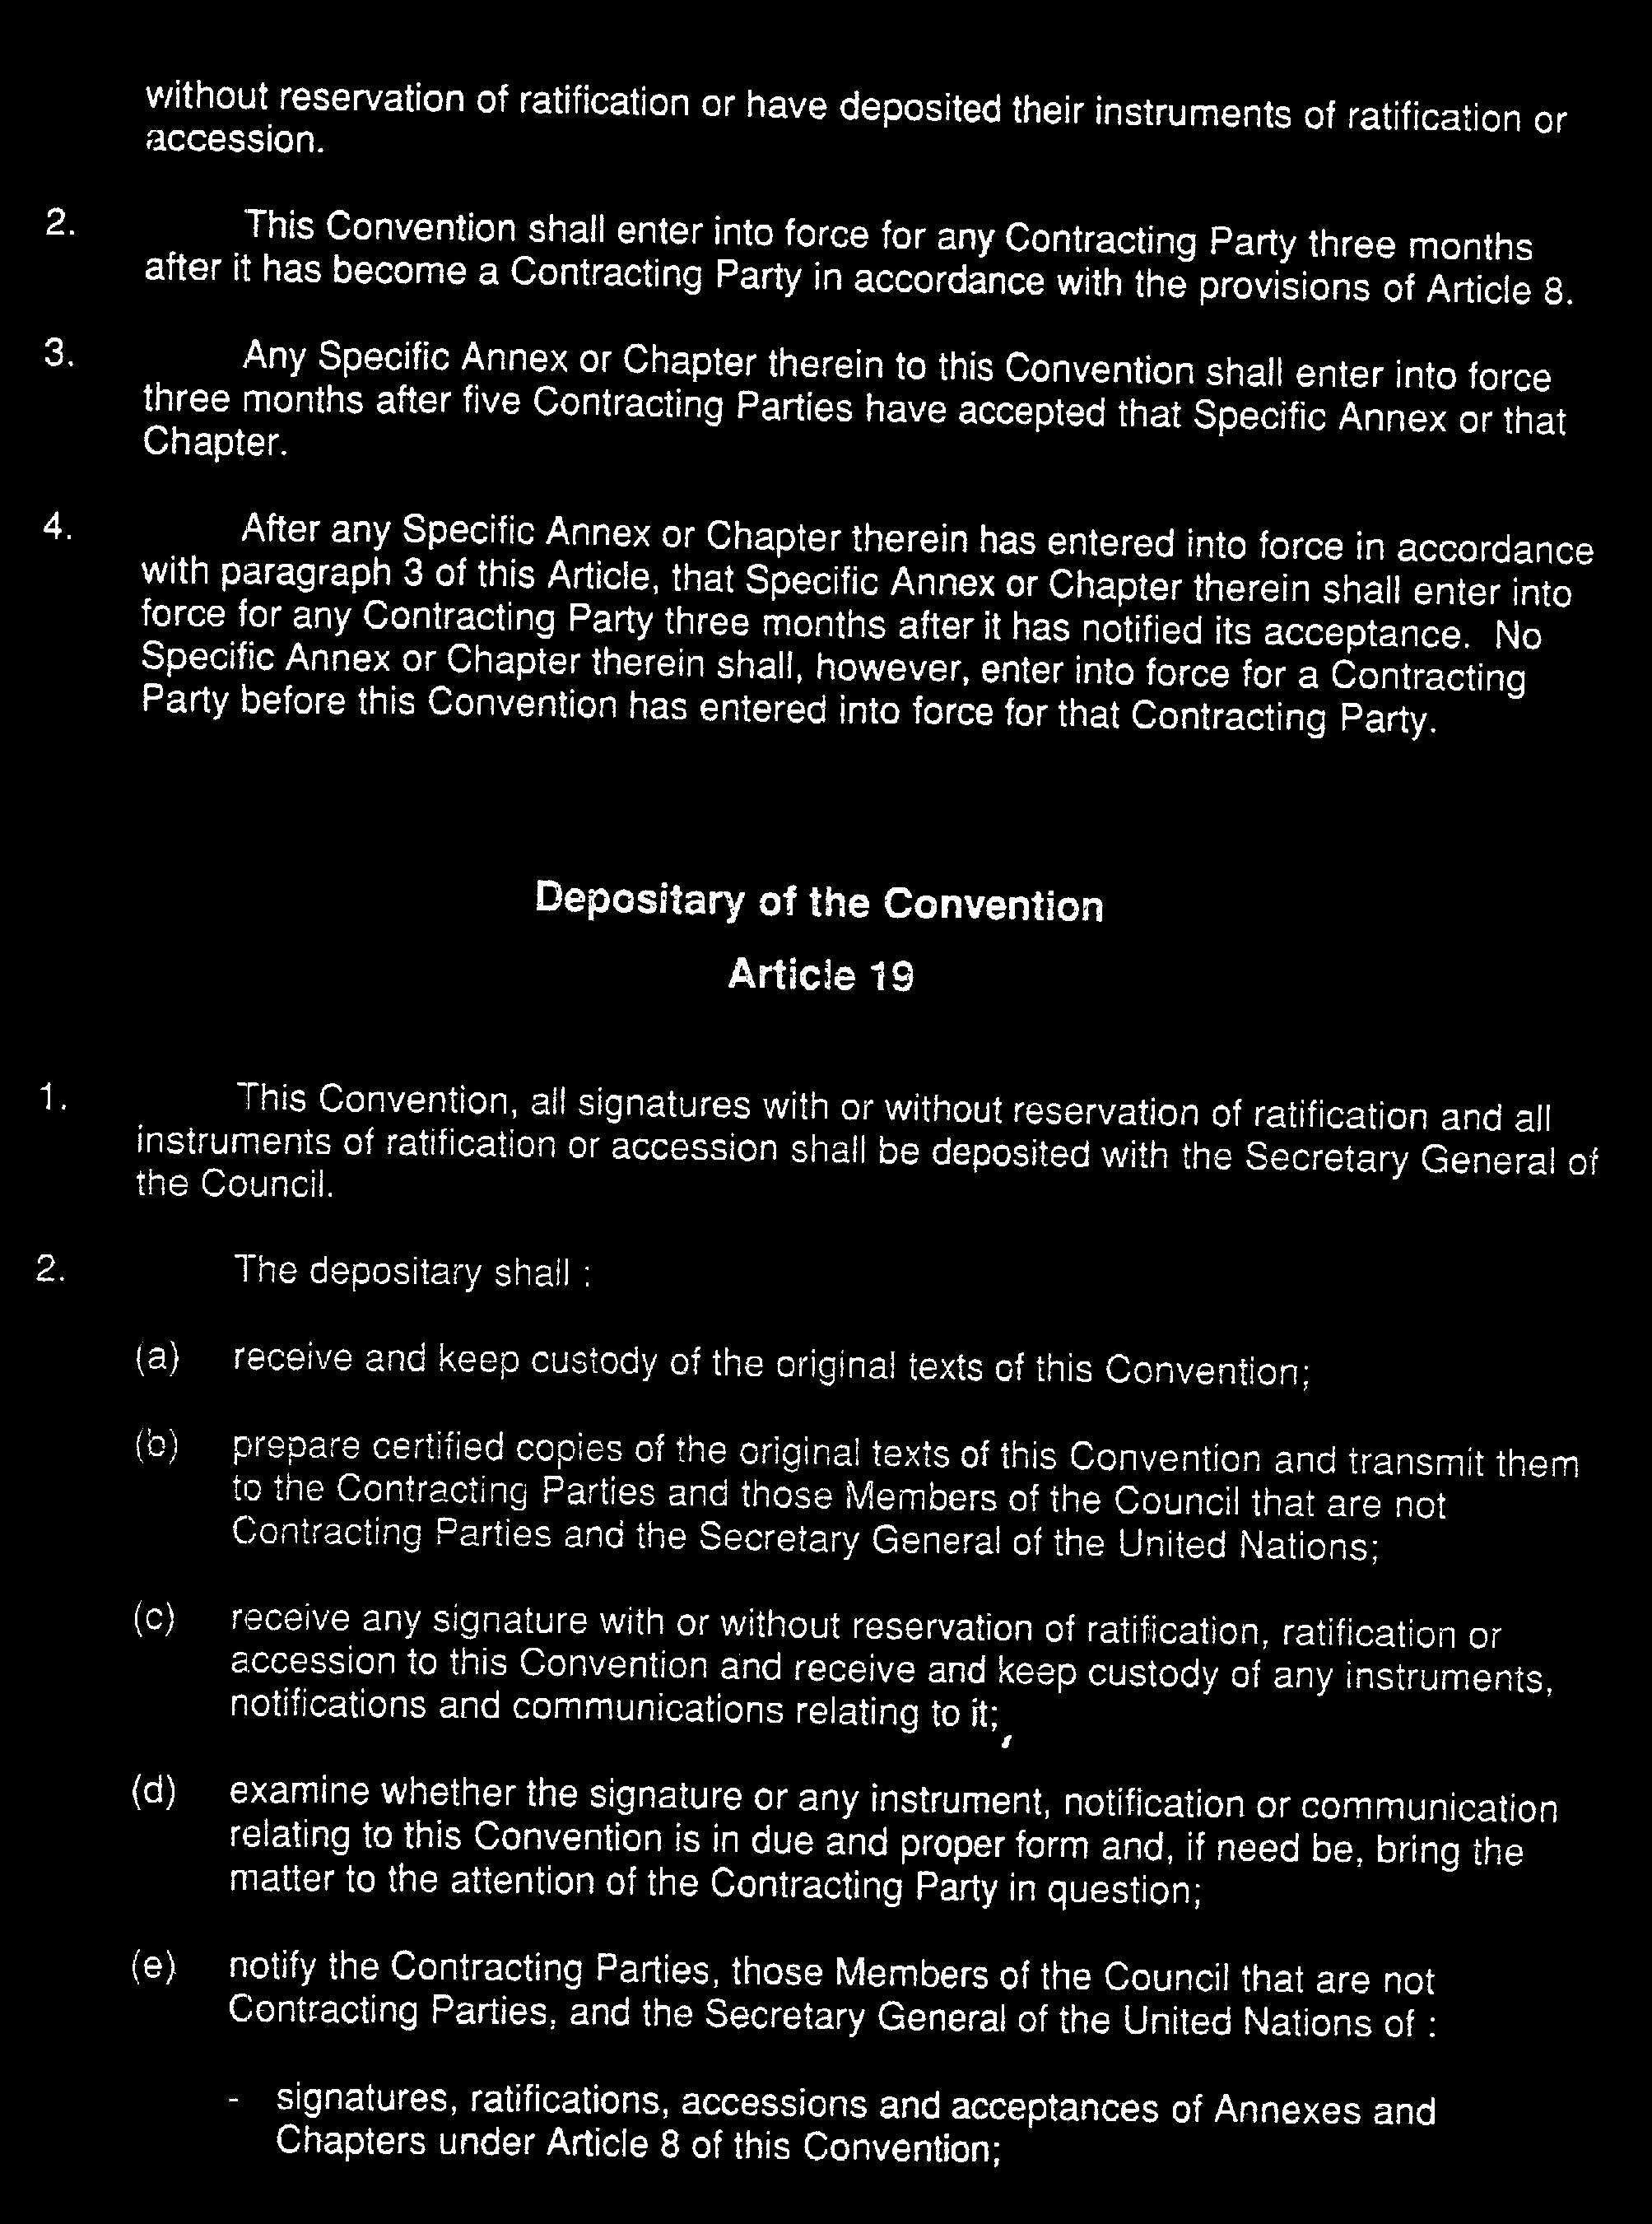 without reservation of ratification or have deposited their instruments of ratification or
accession.
2. This Convention shall enter into force for any Contracting Party three months
after it has become a Contracting Party in accordance with the provisions of Article 8.
3. Any Specific Annex or Chapter therein to this Convention shall enter into force
three months after five Contracting Parties have accepted that Specific Annex or that
Chapter.
4. After any Specific Annex or Chapter therein has entered into force in accordance
with paragraph 3 of this Article, that Specific Annex or Chapter therein shall enter into
force for any Contracting Party three months after it has notified its acceptance. No
Specific Annex or Chapter therein shall, however, enter into force for a Contracting
Party before this Convention has entered into force for that Contracting Party.
Depositary of the Convention
Article 19
1. This Convention, all signatures with or without reservation of ratification and all
instruments of ratification or accession shall be deposited with the Secretary General of
the Council.
2. The depositary shall :
(a) receive and keep custody of the original texts of this Convention;
(b) prepare certified copies of the original texts of this Convention and transmit them
to the Contracting Parties and those Members of the Council that are not
Contracting Parties and the Secretary General of the United Nations;
(c) receive any signature with or without reservation of ratification, ratification or
accession to this Convention and receive and keep custody of any instruments,
notifications and communications relating to it;
(d) examine whether the signature or any instrument, notification or communication
relating to this Convention is in due and proper form and, if need be, bring the
matter to the attention of the Contracting Party in question;
(e) notify the Contracting Parties, those Members of the Council that are not
Contracting Parties, and the Secretary General of the United Nations of :
- signatures, ratifications, accessions and acceptances of Annexes and
Chapters under Article 8 of this Convention;